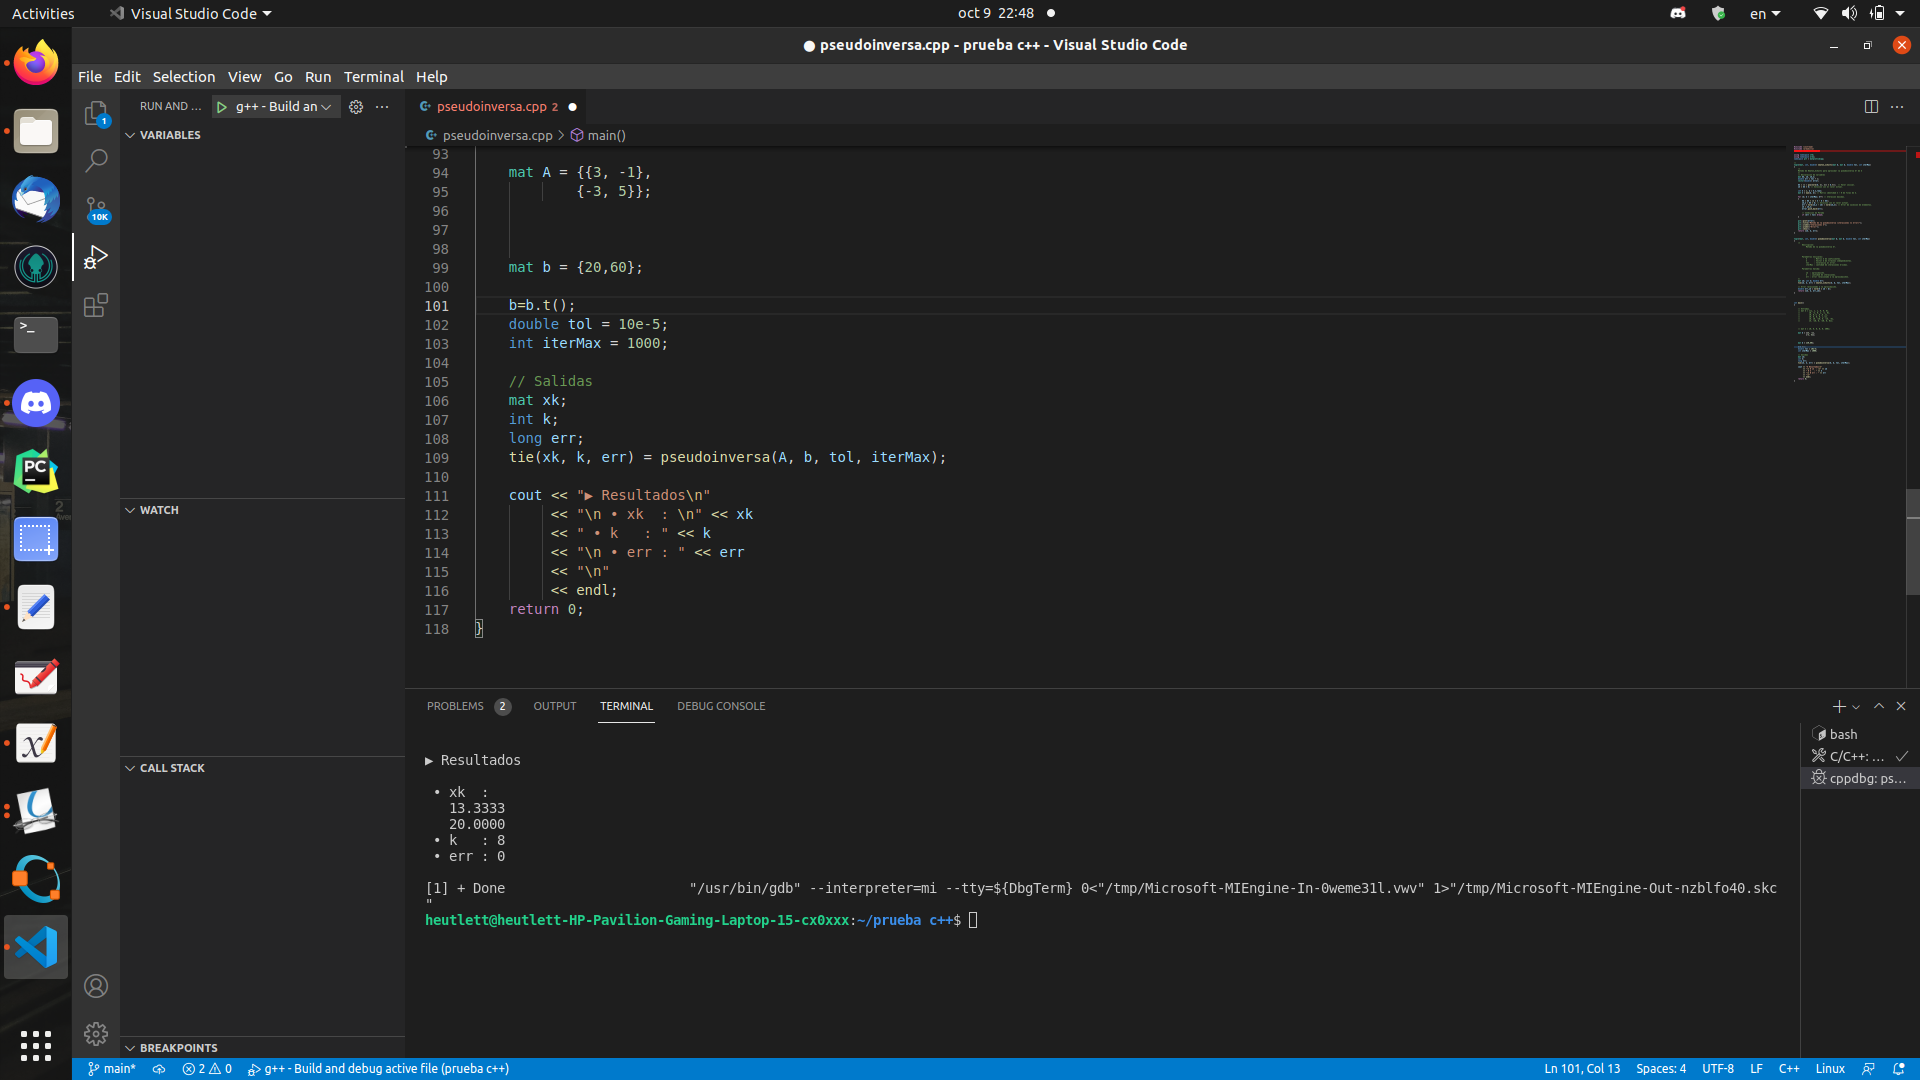 Activities
Visual Studio Code
oct 9 22:48
en
pseudoinversa.cpp - prueba c++ - Visual Studio Code
File Edit Selection View Go Run Terminal Help
RUN AND ...
g++ - Build an
pseudoinversa.cpp 2
pseudoinversa.cpp > main()
VARIABLES
93
94 mat A = {{3, -1},
95 {-3, 5}};
96
97
98
99 mat b = {20,60};
100
101 b=b.t();
102 double tol = 10e-5;
103 int iterMax = 1000;
104
105 // Salidas
106 mat xk;
107 int k;
108 long err;
109 tie(xk, k, err) = pseudoinversa(A, b, tol, iterMax);
110
111 cout << "▶ Resultados\n"
112 << "\n • xk  : \n" << xk
113 << " • k   : " << k
114 << "\n • err : " << err
115 << "\n"
116 << endl;
117 return 0;
118 }
1
10K
WATCH
CALL STACK
BREAKPOINTS
PROBLEMS 2 OUTPUT TERMINAL DEBUG CONSOLE
▶ Resultados
• xk  :
13.3333
20.0000
• k   : 8
• err : 0
[1] + Done "/usr/bin/gdb" --interpreter=mi --tty=${DbgTerm} 0<"/tmp/Microsoft-MIEngine-In-0weme31l.vwv" 1>"/tmp/Microsoft-MIEngine-Out-nzblfo40.skc
"
heutlett@heutlett-HP-Pavilion-Gaming-Laptop-15-cx0xxx:~/prueba c++$
bash
C/C++: ...
cppdbg: ps...
main*
2 0
g++ - Build and debug active file (prueba c++)
Ln 101, Col 13
Spaces: 4
UTF-8
LF
C++
Linux
PC